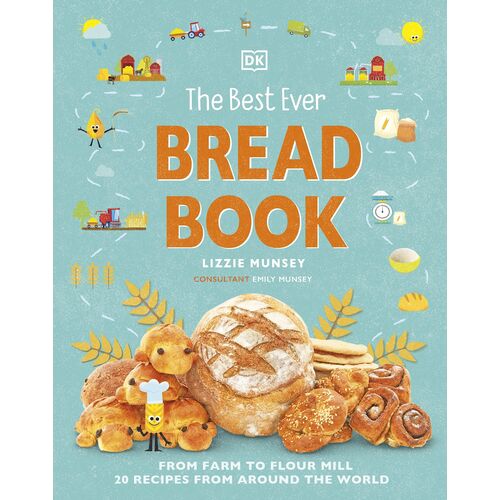 DK
The Best Ever
BREAD
BOOK
LIZZIE MUNSEY
CONSULTANT EMILY MUNSEY
FROM FARM TO FLOUR MILL
20 RECIPES FROM AROUND THE WORLD